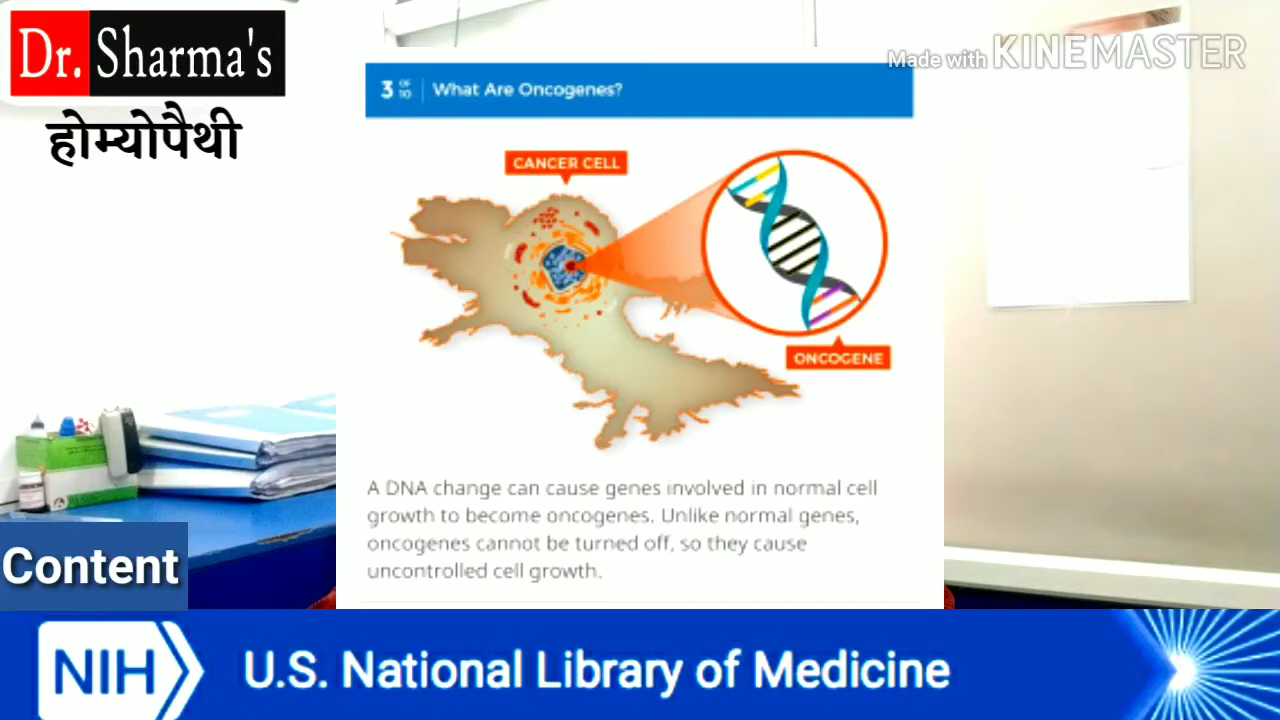 Dr. Sharma's
होम्योपैथी
Made with KINEMASTER
3 OF 10 What Are Oncogenes?
CANCER CELL
ONCOGENE
A DNA change can cause genes involved in normal cell
growth to become oncogenes. Unlike normal genes,
oncogenes cannot be turned off, so they cause
uncontrolled cell growth.
Content
NIH
U.S. National Library of Medicine